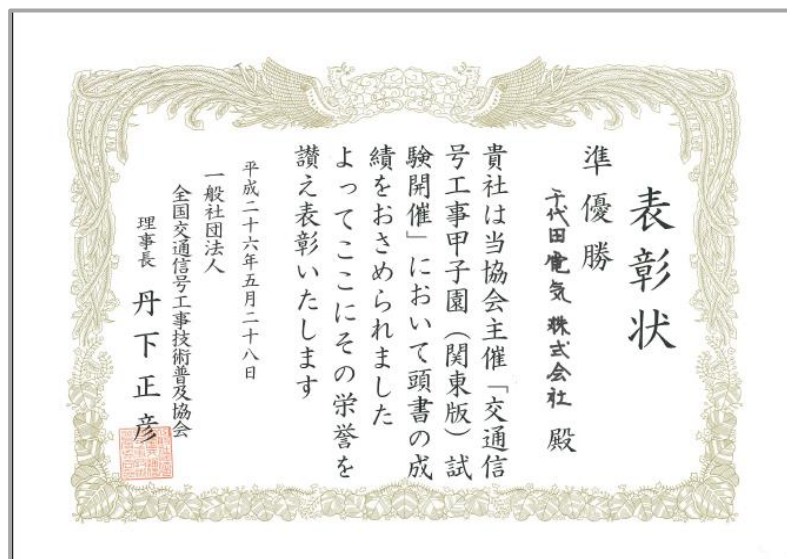 表彰状
準優勝
千代田電気株式会社 殿
貴社は当協会主催「交通信
号工事甲子園(関東版)試
験開催」において頭書の成
績をおさめられました
よってここにその栄誉を
讃え表彰いたします
平成二十六年五月二十八日
一般社団法人
全国交通信号工事技術普及協会
理事長 丹下正彦